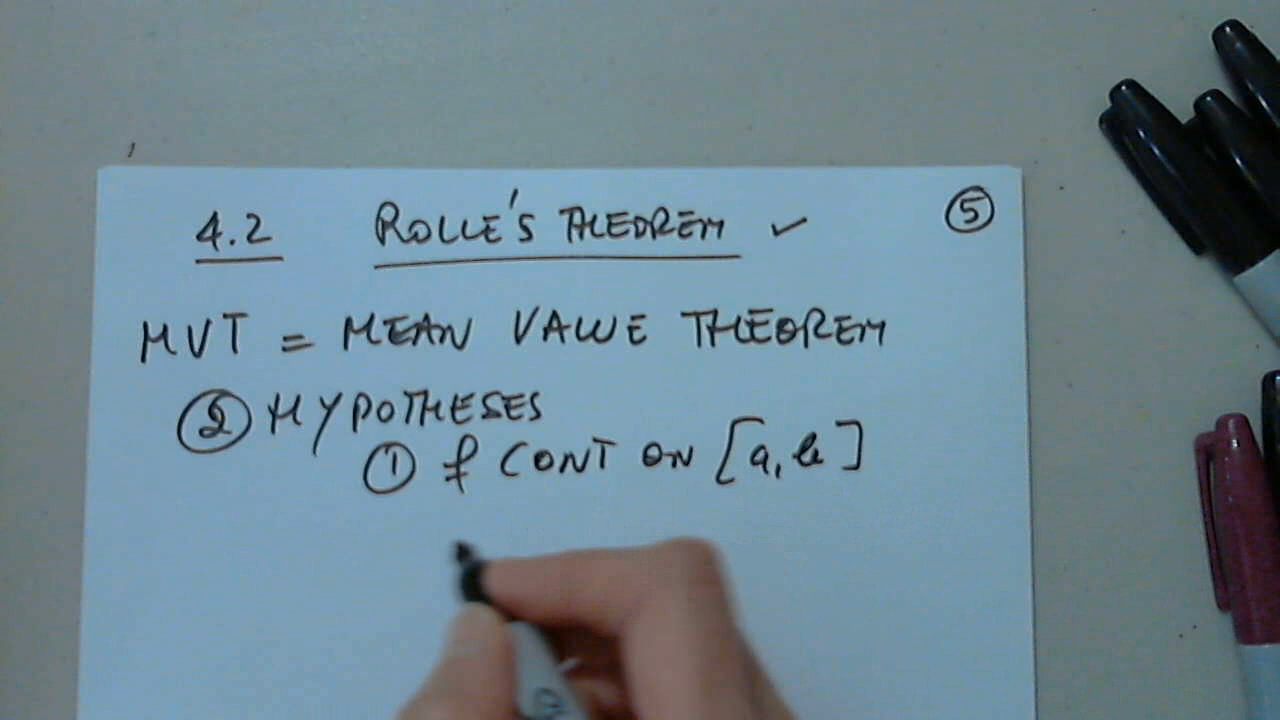 4.2 ROLLE'S THEOREM ✓ ⑤
MVT = MEAN VALUE THEOREM
② HYPOTHESES
① f CONT ON [a, b]